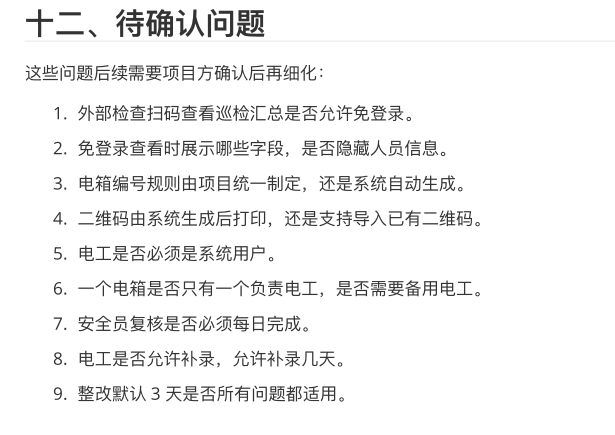 十二、待确认问题
这些问题后续需要项目方确认后再细化：
1. 外部检查扫码查看巡检汇总是否允许免登录。
2. 免登录查看时展示哪些字段，是否隐藏人员信息。
3. 电箱编号规则由项目统一制定，还是系统自动生成。
4. 二维码由系统生成后打印，还是支持导入已有二维码。
5. 电工是否必须是系统用户。
6. 一个电箱是否只有一个负责电工，是否需要备用电工。
7. 安全员复核是否必须每日完成。
8. 电工是否允许补录，允许补录几天。
9. 整改默认 3 天是否所有问题都适用。